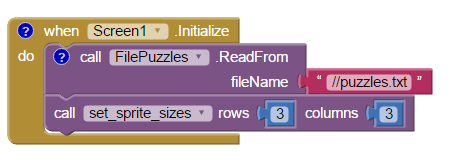 ? when Screen1 .Initialize
do ? call FilePuzzles .ReadFrom
fileName " //puzzles.txt "
call set_sprite_sizes rows 3 columns 3